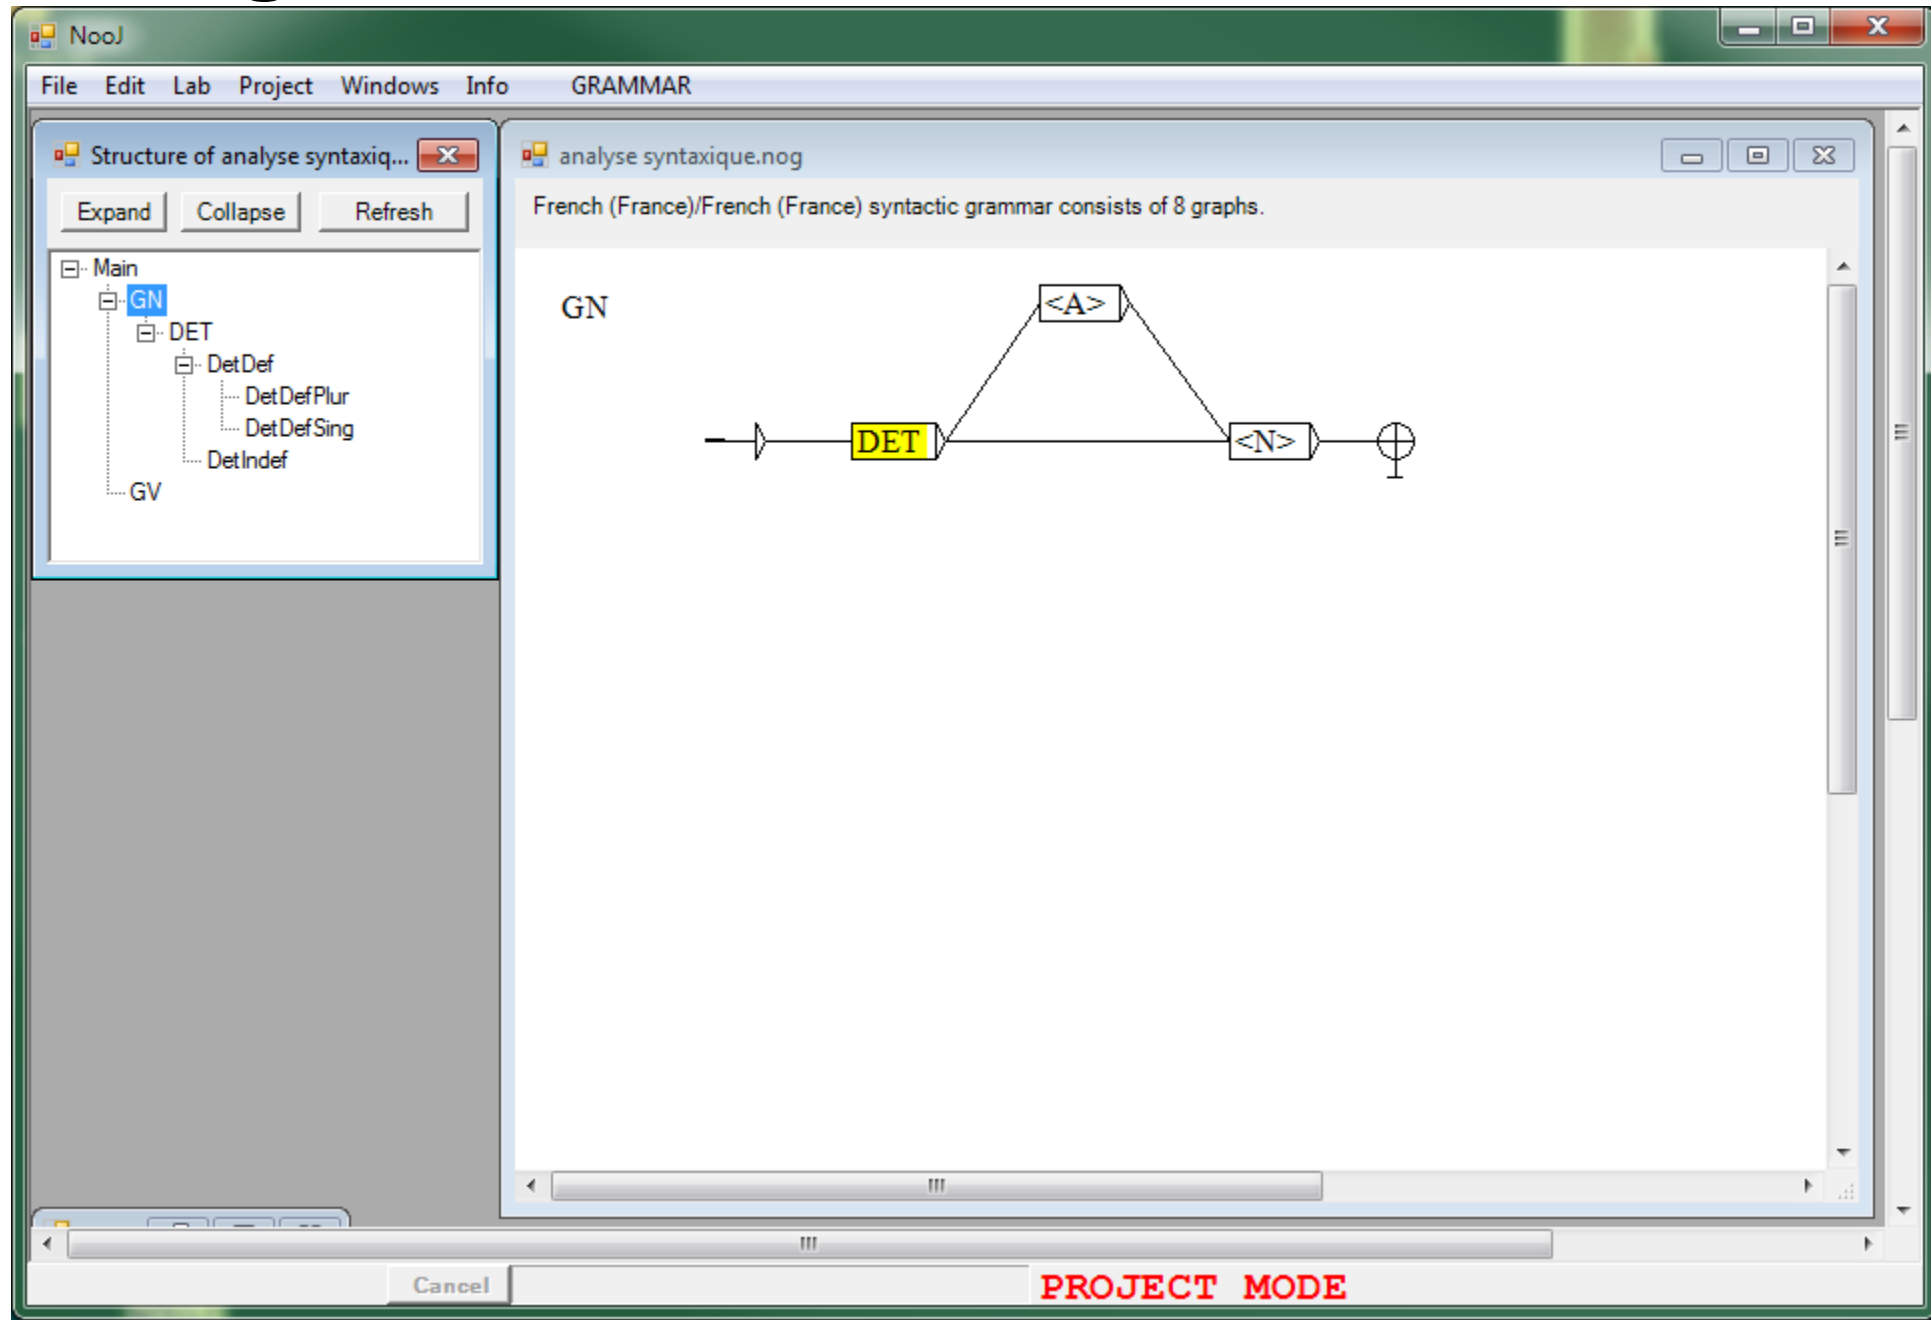 NooJ
File Edit Lab Project Windows Info GRAMMAR
Structure of analyse syntaxiq...
Expand Collapse Refresh
Main
GN
DET
DetDef
DetDefPlur
DetDefSing
DetIndef
GV
analyse syntaxique.nog
French (France)/French (France) syntactic grammar consists of 8 graphs.
GN
<A>
DET
<N>
Cancel
PROJECT MODE